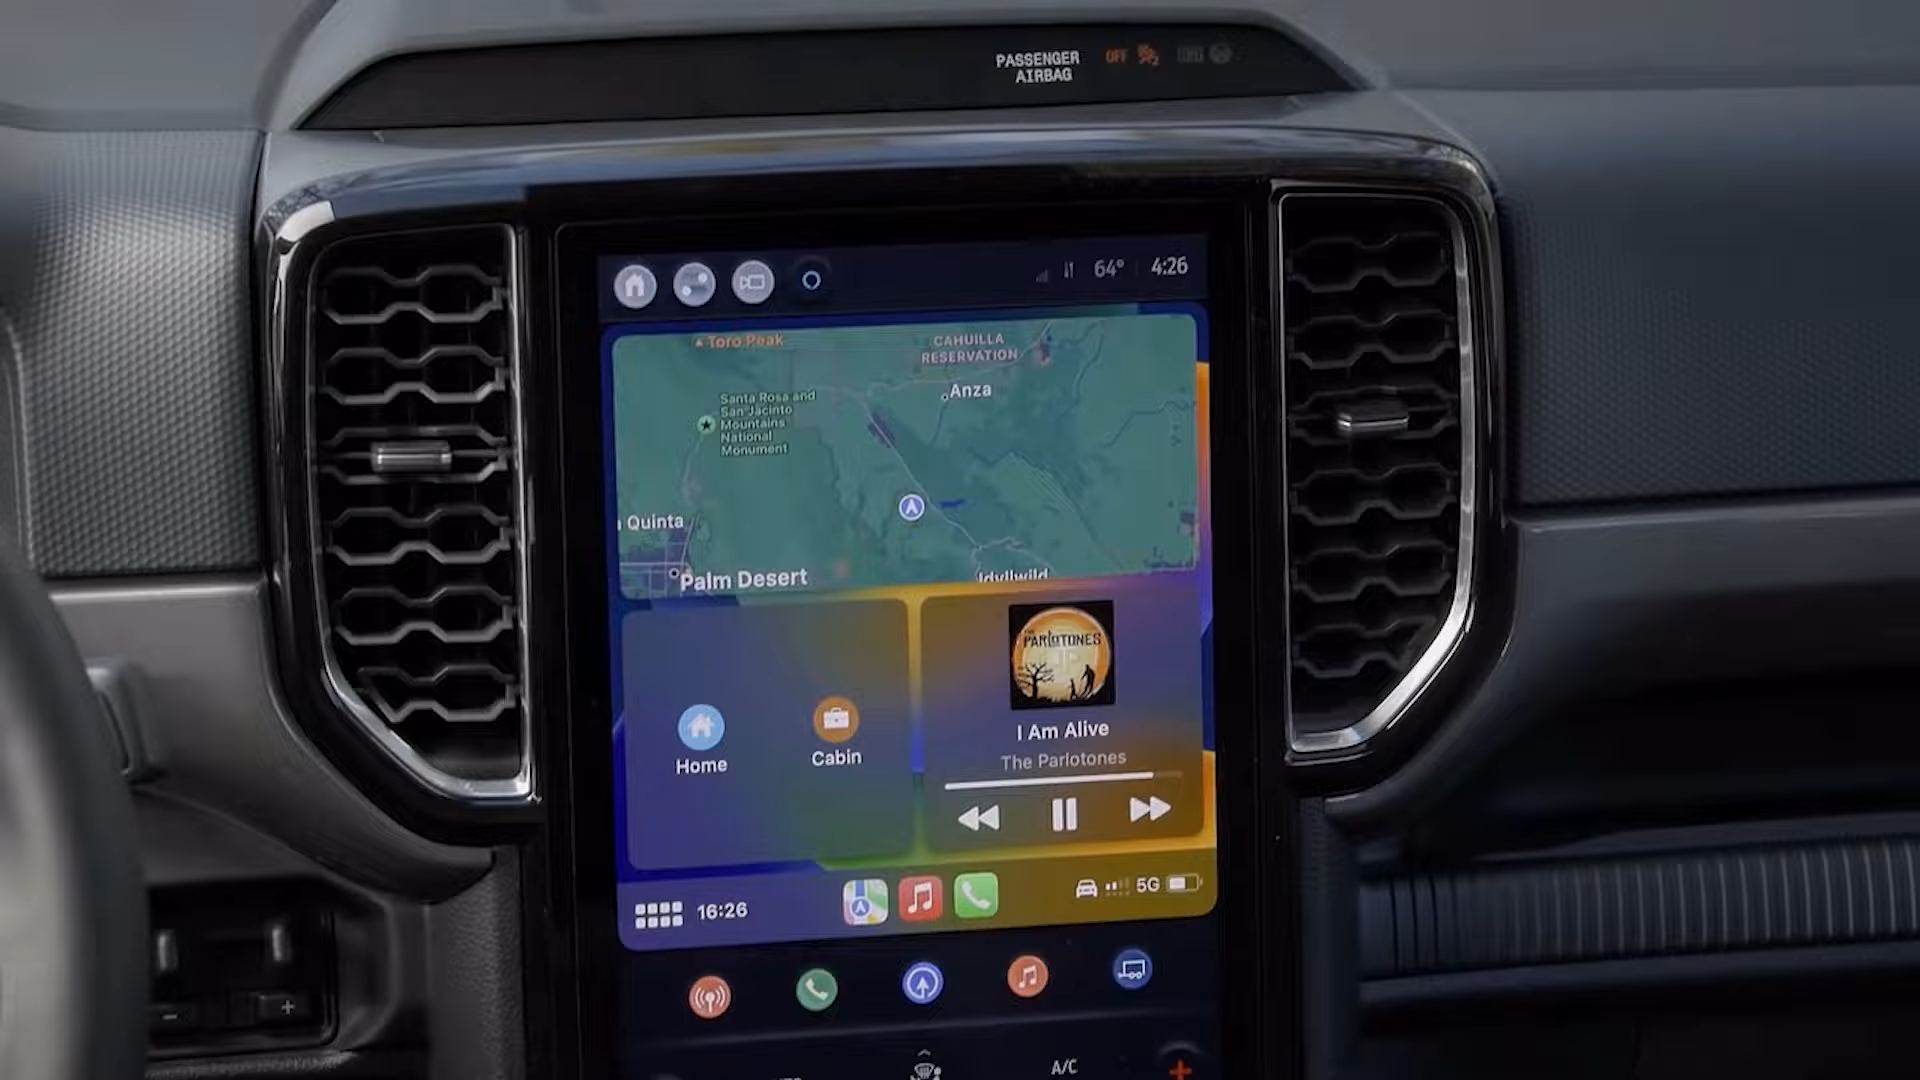 PASSENGER
AIRBAG
OFF
64°
4:26
Toro Peak
CAHUILLA
RESERVATION
Anza
Santa Rosa and
San Jacinto
Mountains
National
Monument
Quinta
Palm Desert
Idyllwild
THE
PARLOTONES
I Am Alive
The Parlotones
Home
Cabin
16:26
5G
- +
A/C
+